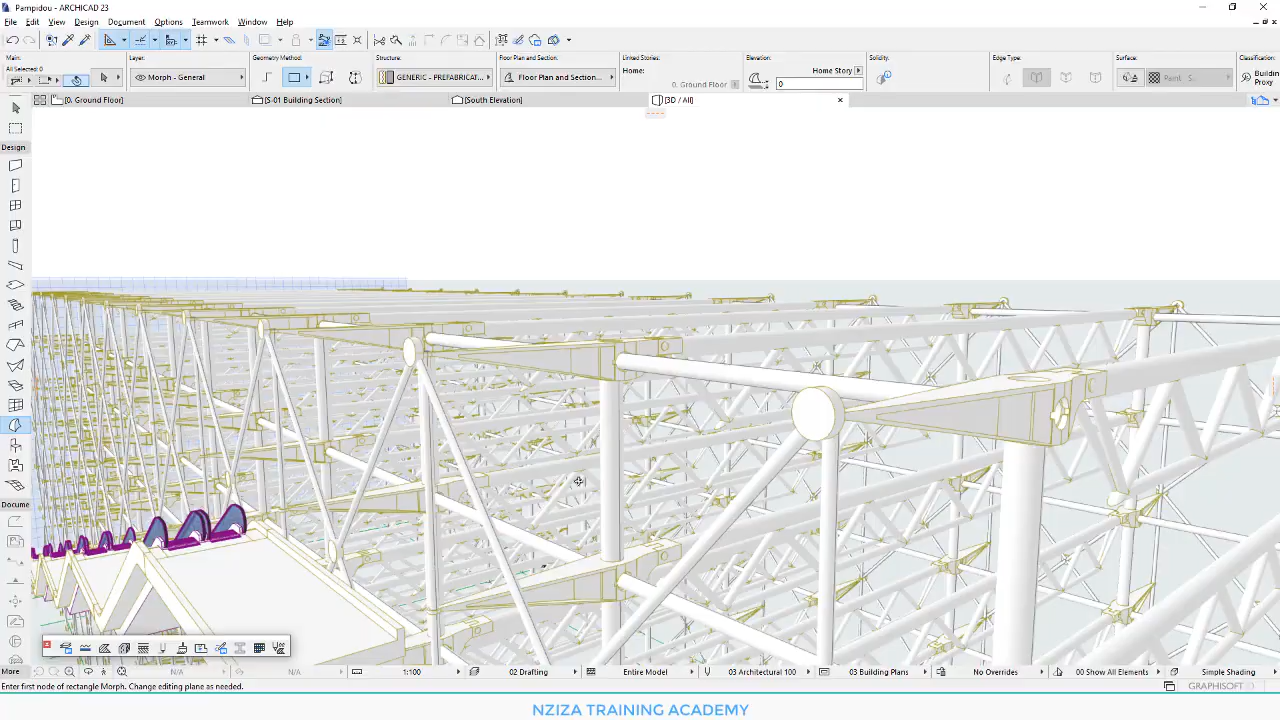 Pampidou - ARCHICAD 23
File Edit View Design Document Options Teamwork Window Help
Main: Layer: Geometry Method: Structure: Floor Plan and Section: Linked Stories: Elevation: Solidity: Edge Type: Surface: Classification
All Selected: 0
Home: Home Story
Morph - General GENERIC - PREFABRICAT... Floor Plan and Section... 0. Ground Floor 0 Paint - S... Buildin
Proxy
[0. Ground Floor] [S-01 Building Section] [South Elevation] [3D / All]
Design
Docume
More N/A N/A 1:100 02 Drafting Entire Model 03 Architectural 100 03 Building Plans No Overrides 00 Show All Elements Simple Shading
Enter first node of rectangle Morph. Change editing plane as needed. GRAPHISOFT
NZIZA TRAINING ACADEMY